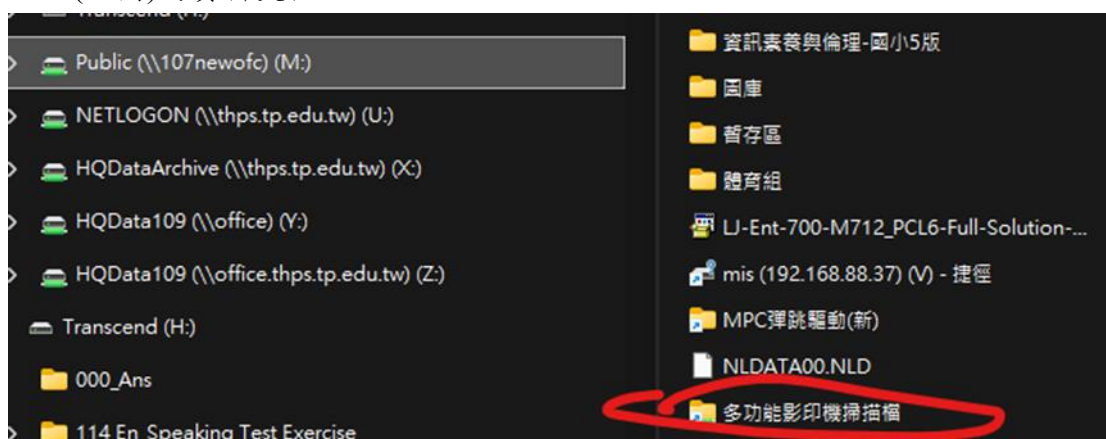 Public (\\107newofc) (M:)
NETLOGON (\\thps.tp.edu.tw) (U:)
HQDataArchive (\\thps.tp.edu.tw) (X:)
HQData109 (\\office) (Y:)
HQData109 (\\office.thps.tp.edu.tw) (Z:)
Transcend (H:)
000_Ans
114 En_Speaking Test Exercise
資訊素養與倫理-國小5版
圖庫
暫存區
體育組
LJ-Ent-700-M712_PCL6-Full-Solution-...
mis (192.168.88.37) (V) - 捷徑
MPC彈跳驅動(新)
NLDATA00.NLD
多功能影印機掃描檔